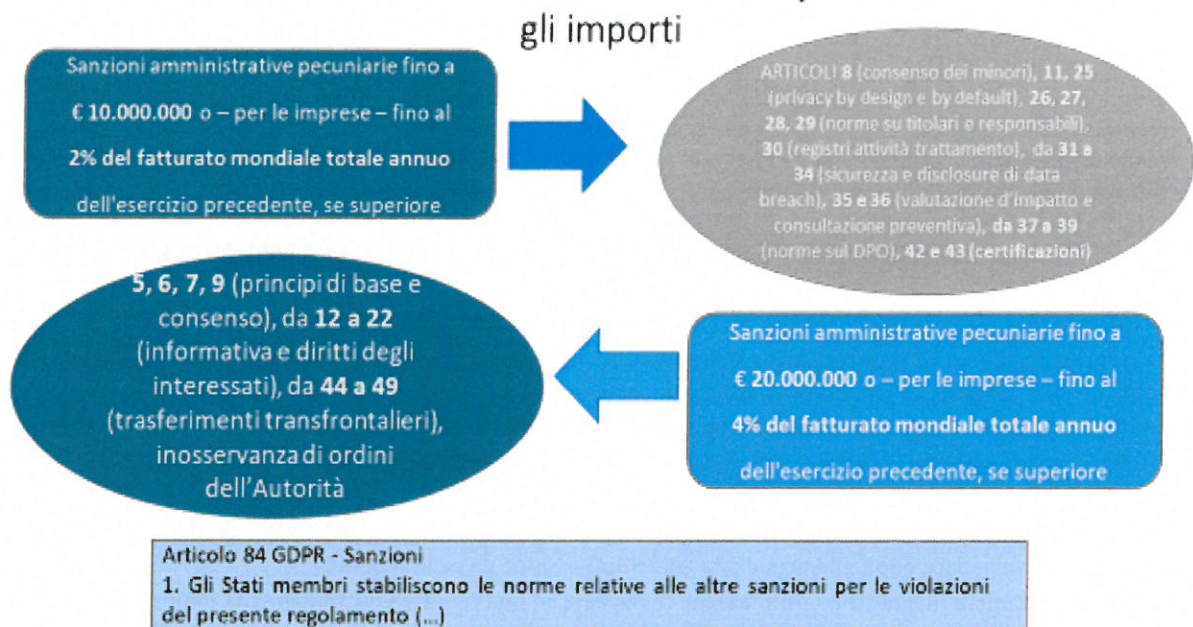 gli importi
Sanzioni amministrative pecuniarie fino a
€ 10.000.000 o – per le imprese – fino al
2% del fatturato mondiale totale annuo
dell'esercizio precedente, se superiore
ARTICOLI 8 (consenso dei minori), 11, 25
(privacy by design e by default), 26, 27,
28, 29 (norme su titolari e responsabili),
30 (registri attività trattamento), da 31 a
34 (sicurezza e disclosure di data
breach), 35 e 36 (valutazione d'impatto e
consultazione preventiva), da 37 a 39
(norme sul DPO), 42 e 43 (certificazioni)
5, 6, 7, 9 (principi di base e
consenso), da 12 a 22
(informativa e diritti degli
interessati), da 44 a 49
(trasferimenti transfrontalieri),
inosservanza di ordini
dell'Autorità
Sanzioni amministrative pecuniarie fino a
€ 20.000.000 o – per le imprese – fino al
4% del fatturato mondiale totale annuo
dell'esercizio precedente, se superiore
Articolo 84 GDPR - Sanzioni
1. Gli Stati membri stabiliscono le norme relative alle altre sanzioni per le violazioni
del presente regolamento (...)